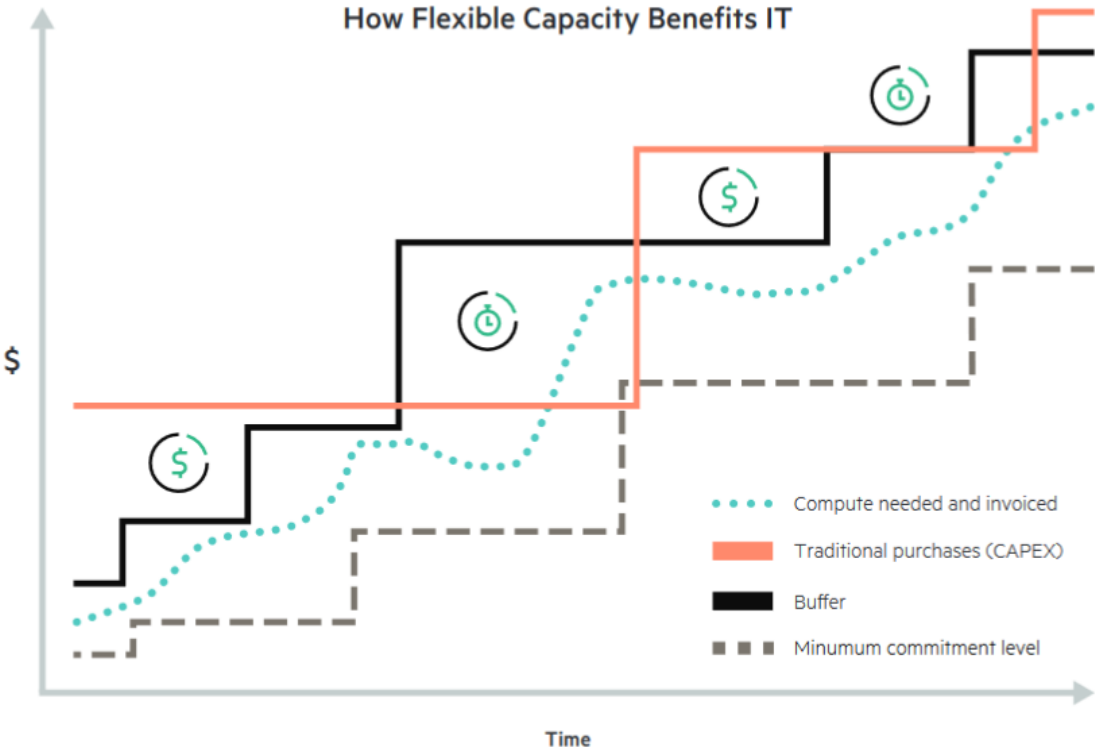 How Flexible Capacity Benefits IT
$
$
$
Compute needed and invoiced
Traditional purchases (CAPEX)
Buffer
Minumum commitment level
Time